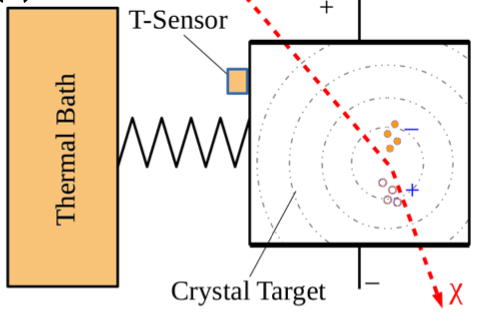 T-Sensor
+
Thermal Bath
−
+
Crystal Target
−
χ